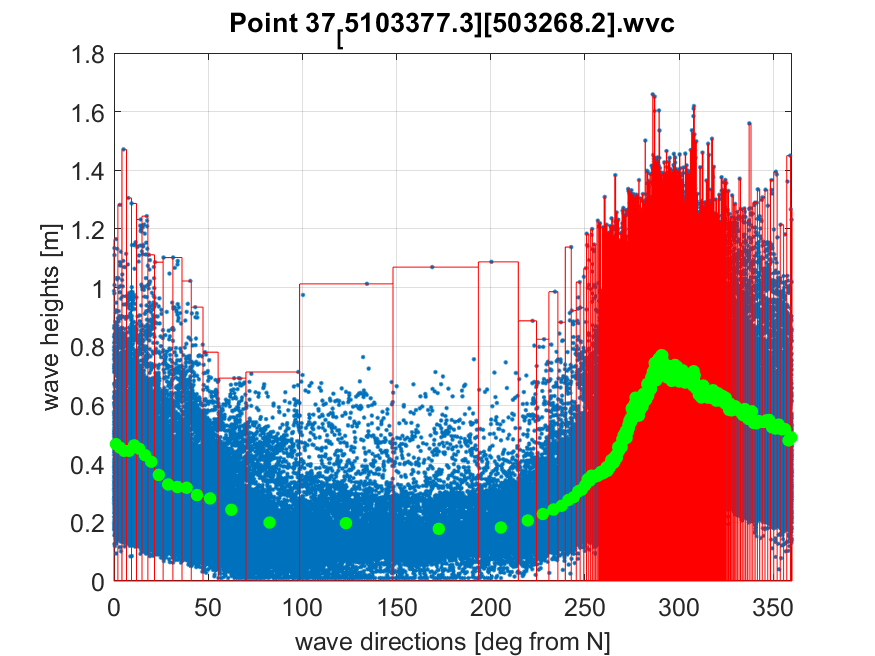 Point 37[5103377.3][503268.2].wvc
1.8
1.6
1.4
1.2
1
0.8
0.6
0.4
0.2
0
wave heights [m]
0 50 100 150 200 250 300 350
wave directions [deg from N]